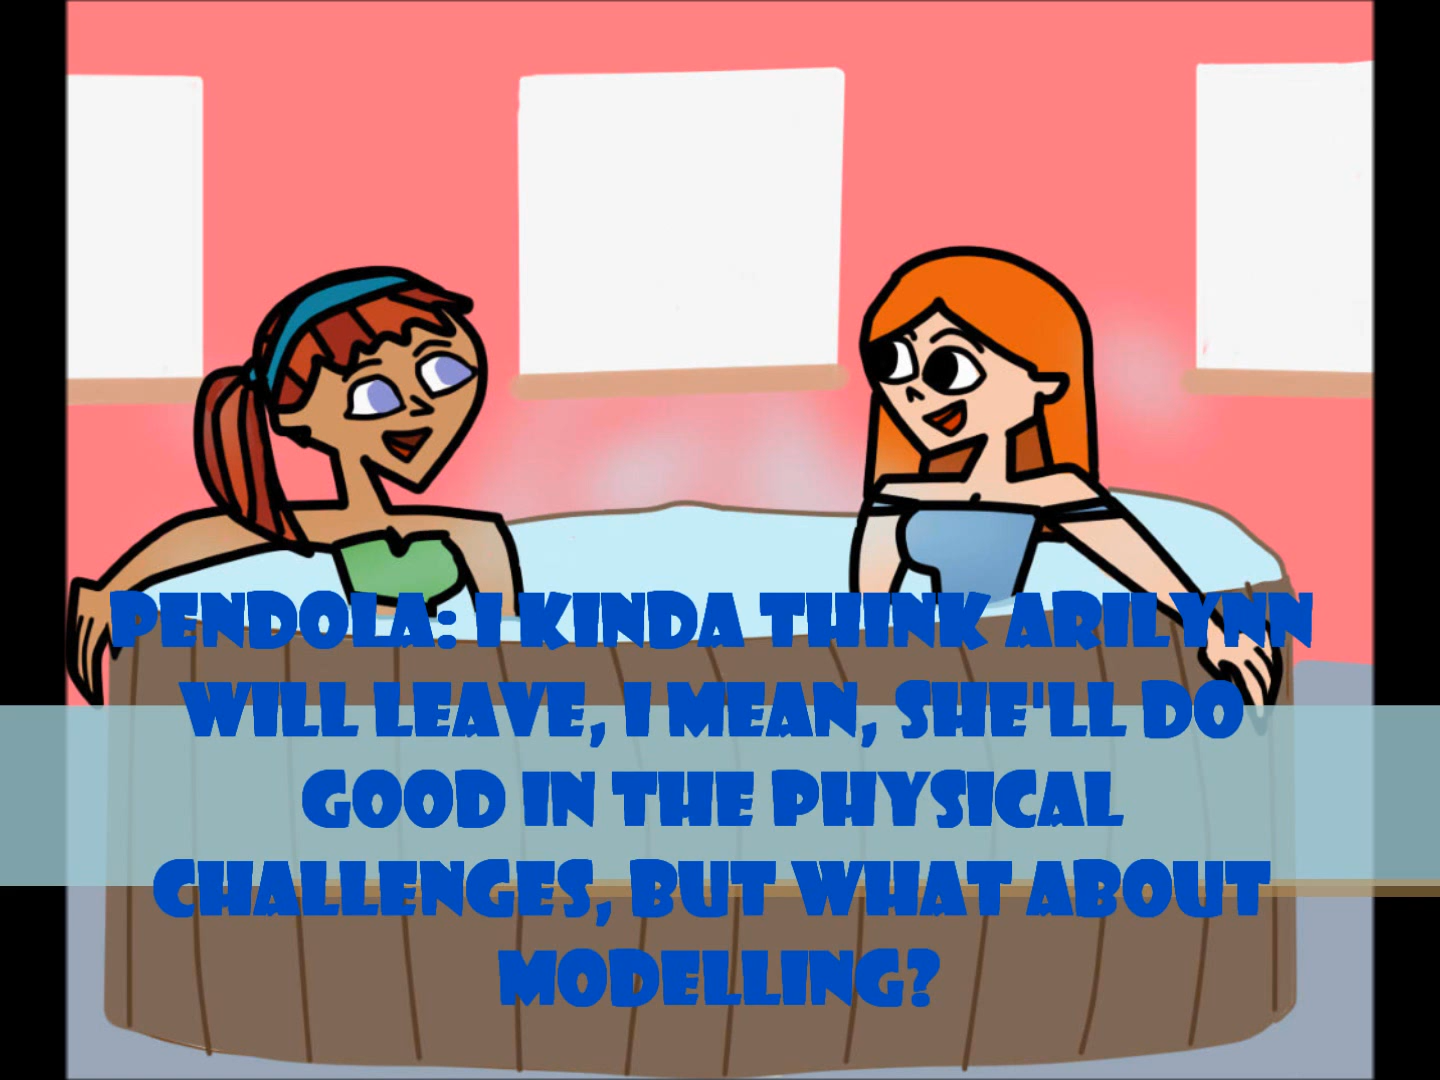 PENDOLA: I KINDA THINK ARILYNN
WILL LEAVE, I MEAN, SHE'LL DO
GOOD IN THE PHYSICAL
CHALLENGES, BUT WHAT ABOUT
MODELLING?